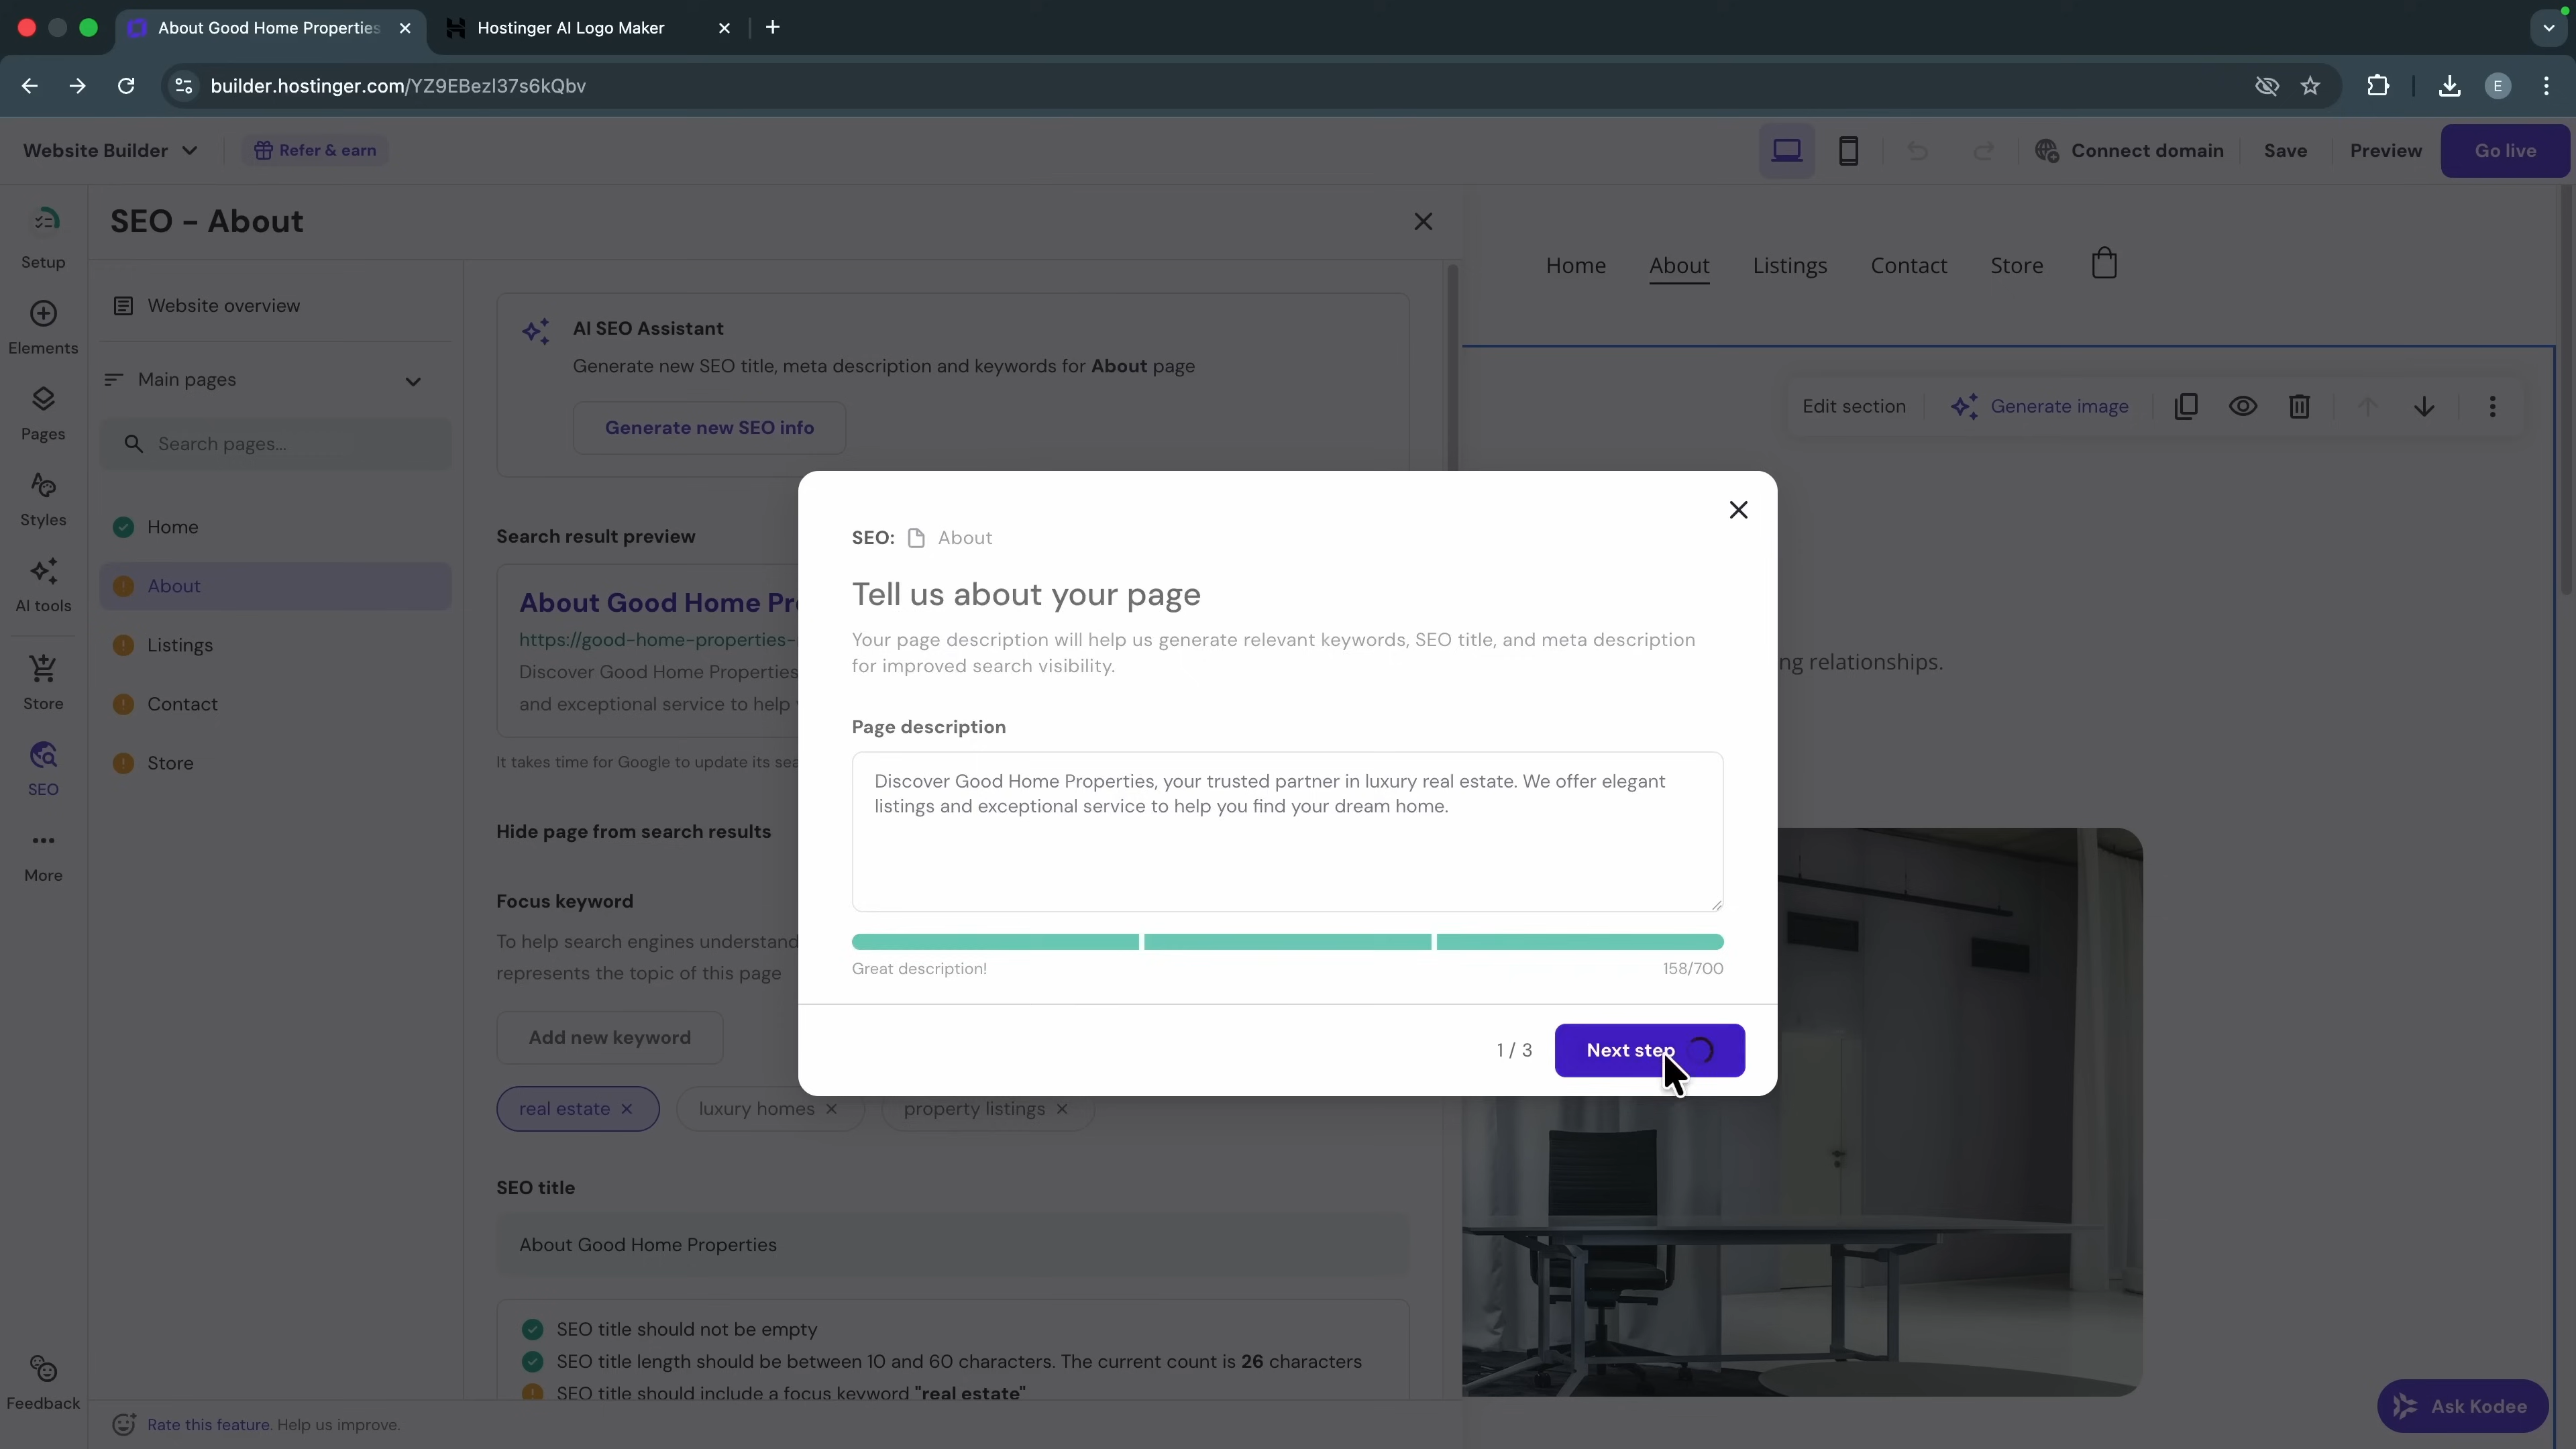 About Good Home Properties
Hostinger AI Logo Maker
builder.hostinger.com/YZ9EBezl37s6kQbv
E
Website Builder
Refer & earn
Connect domain
Save
Preview
Go live
Setup
Elements
Pages
Styles
AI tools
Store
SEO
More
Feedback
SEO – About
Website overview
Main pages
Search pages...
Home
About
Listings
Contact
Store
AI SEO Assistant
Generate new SEO title, meta description and keywords for About page
Generate new SEO info
Search result preview
About Good Home Pr
https://good-home-properties-
Discover Good Home Properties
and exceptional service to help
It takes time for Google to update its sea
Hide page from search results
Focus keyword
To help search engines understand
represents the topic of this page
Add new keyword
real estate
luxury homes
property listings
SEO title
About Good Home Properties
SEO title should not be empty
SEO title length should be between 10 and 60 characters. The current count is 26 characters
SEO title should include a focus keyword "real estate"
Rate this feature. Help us improve.
SEO: About
Tell us about your page
Your page description will help us generate relevant keywords, SEO title, and meta description
for improved search visibility.
Page description
Discover Good Home Properties, your trusted partner in luxury real estate. We offer elegant
listings and exceptional service to help you find your dream home.
Great description!
158/700
1 / 3
Next step
Home
About
Listings
Contact
Store
Edit section
Generate image
ng relationships.
Ask Kodee